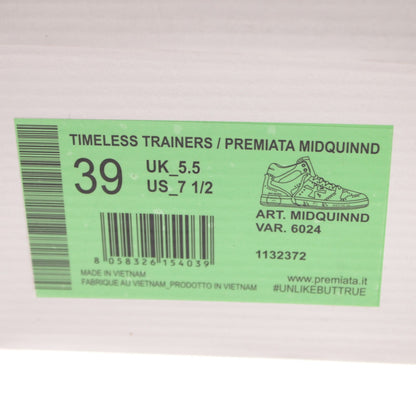 TIMELESS TRAINERS / PREMIATA MIDQUINND
39
UK_5.5
US_7 1/2
ART. MIDQUINND
VAR. 6024
8 058326 154039
1132372
MADE IN VIETNAM
FABRIQUE AU VIETNAM_PRODOTTO IN VIETNAM
www.premiata.it
#UNLIKEBUTTRUE